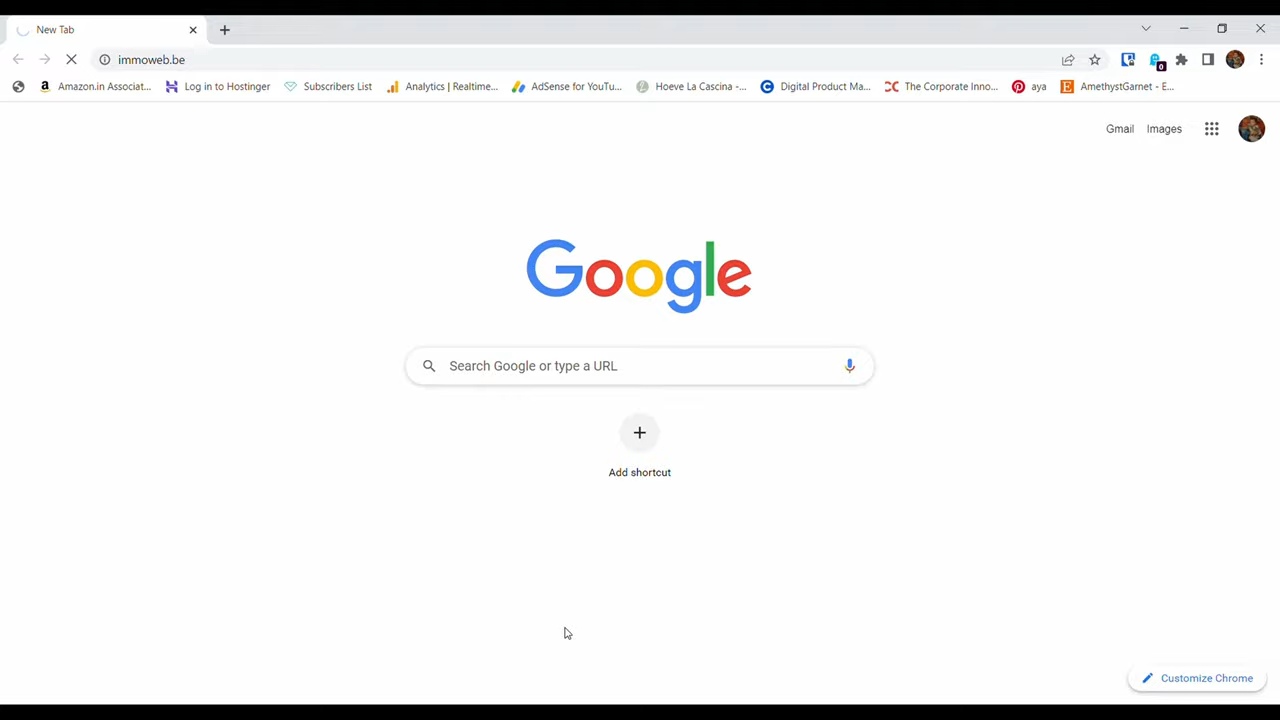 New Tab
immoweb.be
0
Amazon.in Associat...
Log in to Hostinger
Subscribers List
Analytics | Realtime...
AdSense for YouTu...
Hoeve La Cascina -...
Digital Product Ma...
The Corporate Inno...
aya
AmethystGarnet - E...
Gmail
Images
Google
Search Google or type a URL
Add shortcut
Customize Chrome